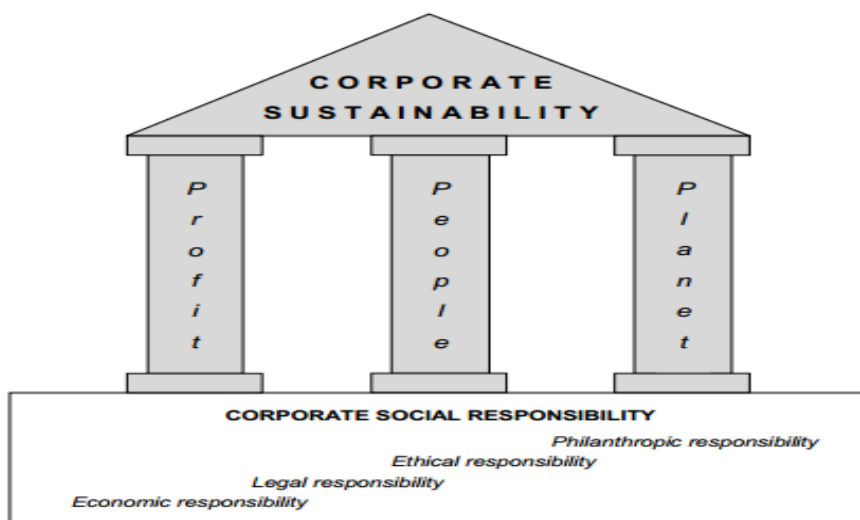 CORPORATE
SUSTAINABILITY
Profit
People
Planet
CORPORATE SOCIAL RESPONSIBILITY
Philanthropic responsibility
Ethical responsibility
Legal responsibility
Economic responsibility